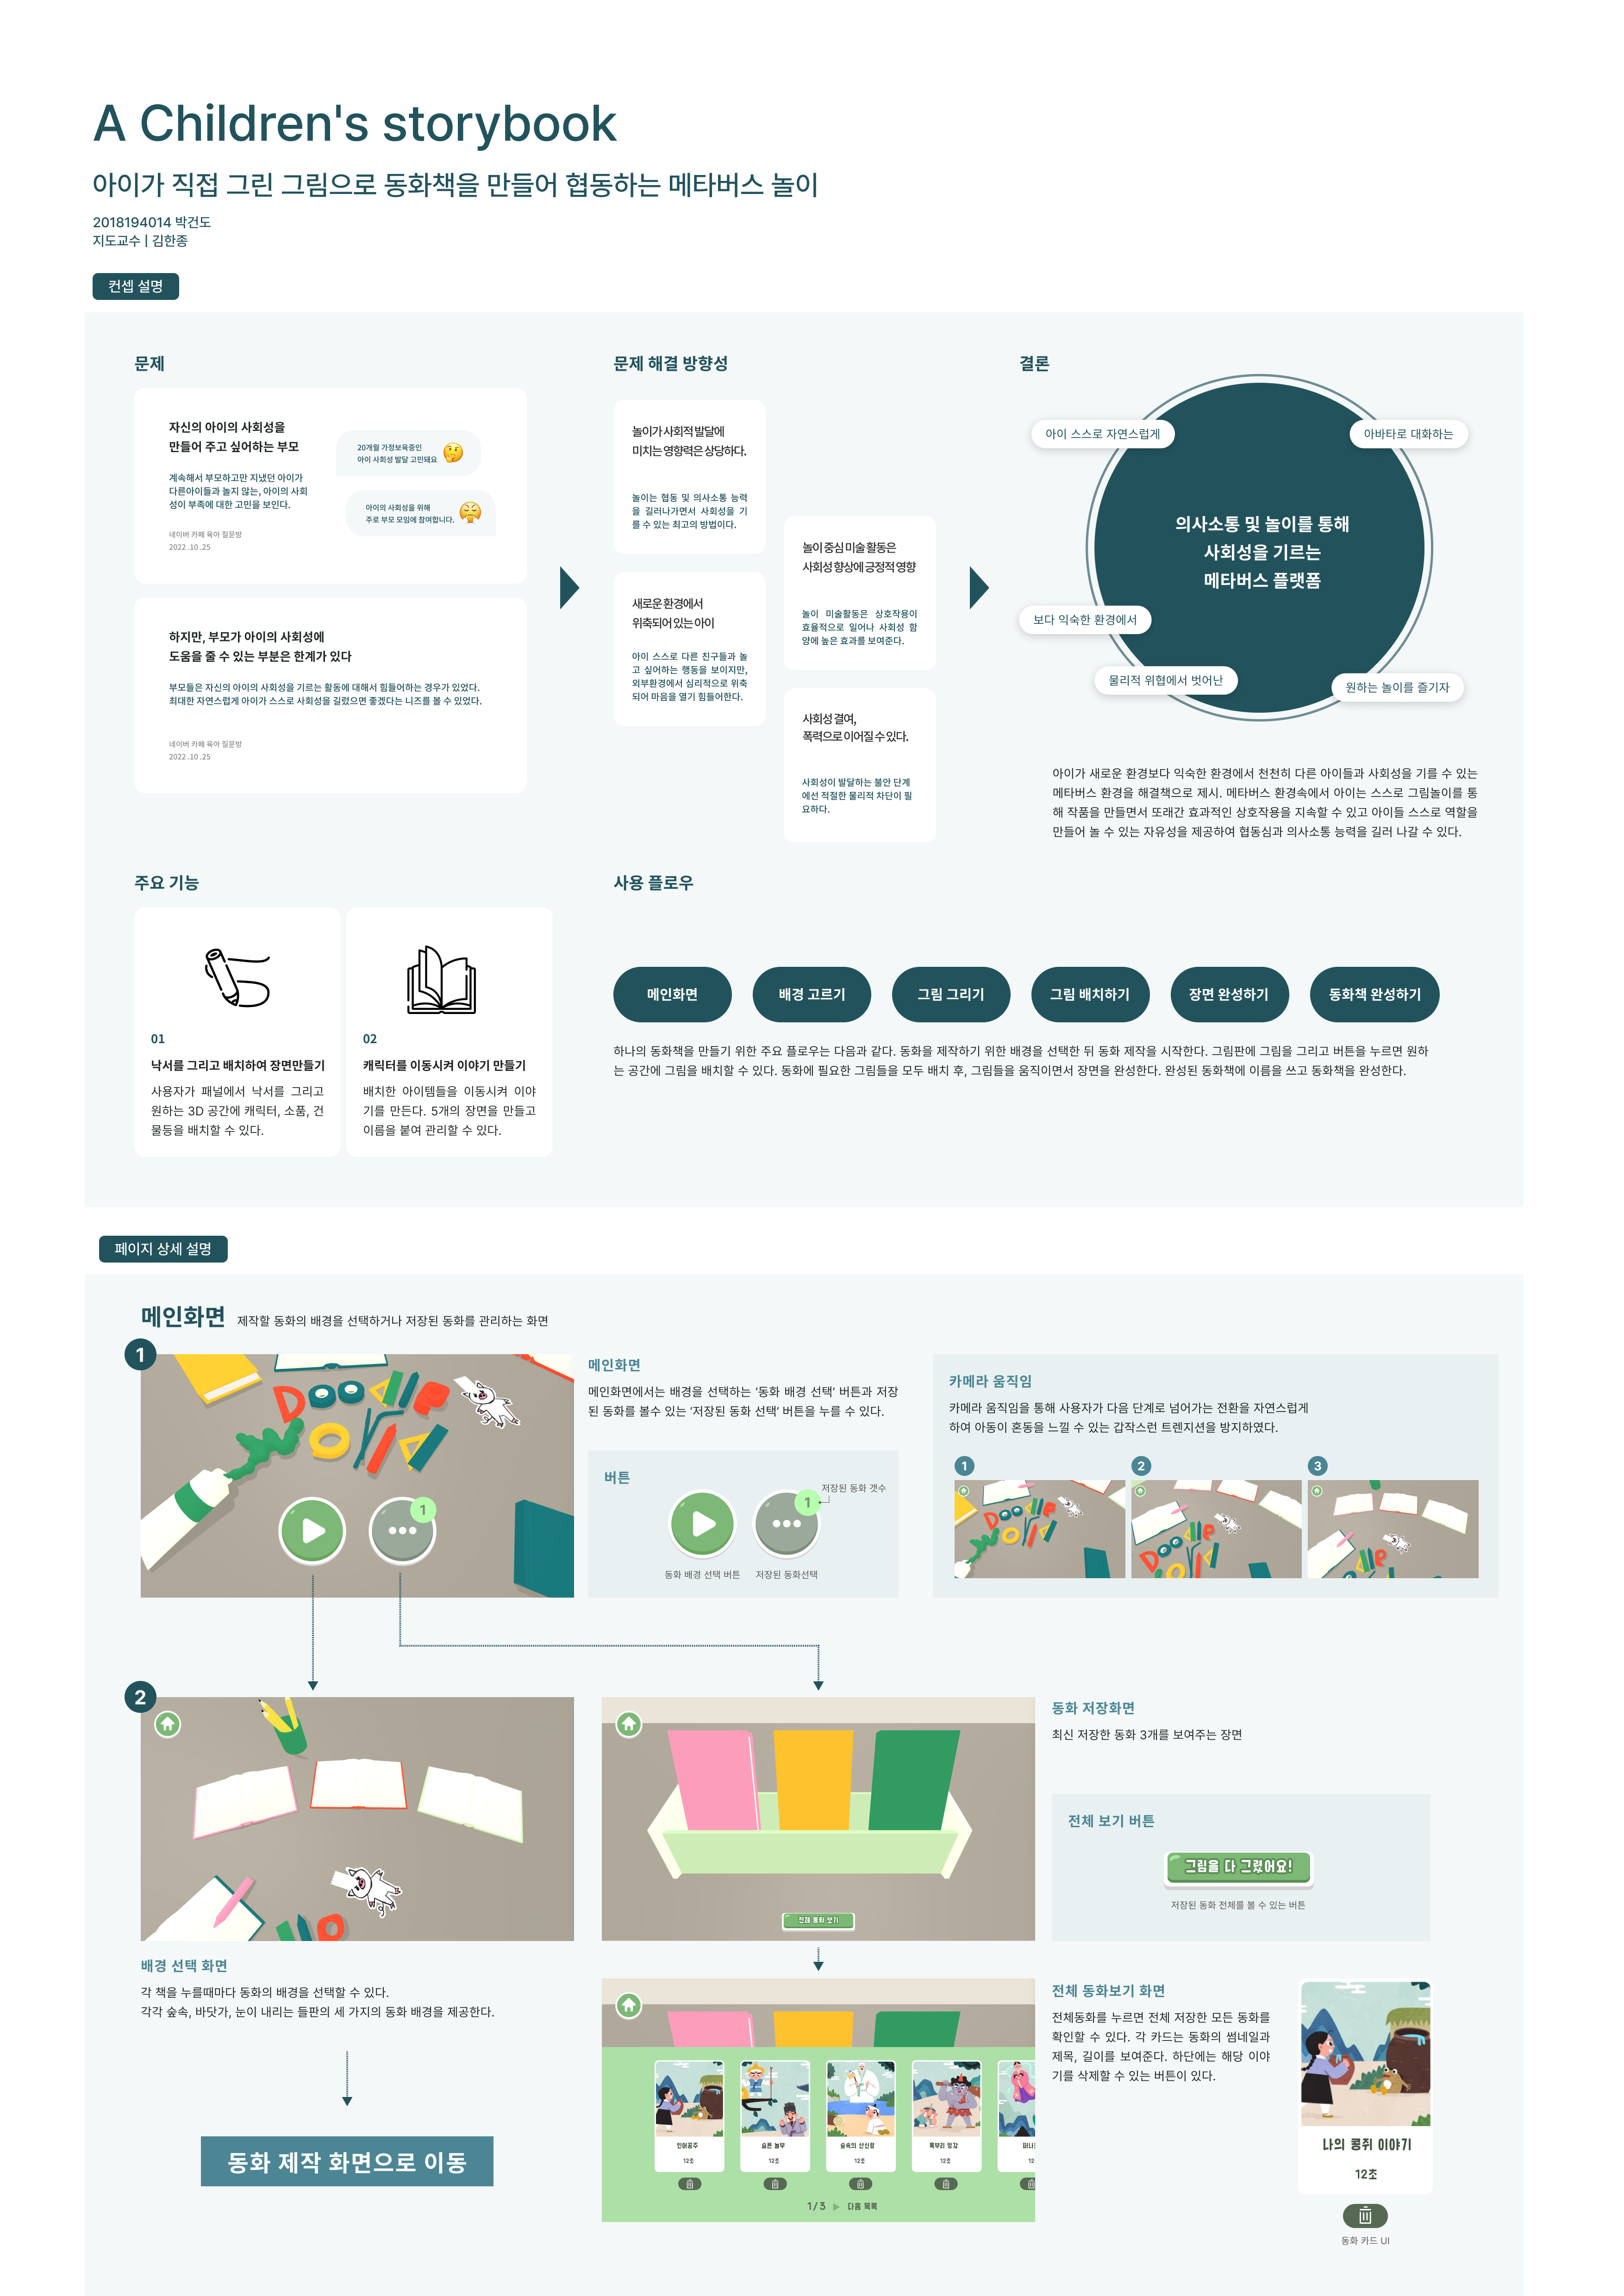 A Children's storybook
아이가 직접 그린 그림으로 동화책을 만들어 협동하는 메타버스 놀이
2018194014 박건도
지도교수 | 김한종
컨셉 설명
문제
자신의 아이의 사회성을
만들어 주고 싶어하는 부모
계속해서 부모하고만 지냈던 아이가
다른아이들과 놀지 않는, 아이의 사회
성이 부족에 대한 고민을 보인다.
네이버 카페 육아 질문방
2022 .10 .25
20개월 가정보육중인
아이 사회성 발달 고민돼요
아이의 사회성을 위해
주로 부모 모임에 참여합니다.
하지만, 부모가 아이의 사회성에
도움을 줄 수 있는 부분은 한계가 있다
부모들은 자신의 아이의 사회성을 기르는 활동에 대해서 힘들어하는 경우가 있었다.
최대한 자연스럽게 아이가 스스로 사회성을 길렀으면 좋겠다는 니즈를 볼 수 있었다.
네이버 카페 육아 질문방
2022 .10 .25
문제 해결 방향성
놀이가 사회적 발달에
미치는 영향력은 상당하다.
놀이는 협동 및 의사소통 능력
을 길러나가면서 사회성을 기
를 수 있는 최고의 방법이다.
새로운 환경에서
위축되어 있는 아이
아이 스스로 다른 친구들과 놀
고 싶어하는 행동을 보이지만,
외부환경에서 심리적으로 위축
되어 마음을 열기 힘들어한다.
놀이 중심 미술 활동은
사회성 향상에 긍정적 영향
놀이 미술활동은 상호작용이
효율적으로 일어나 사회성 함
양에 높은 효과를 보여준다.
사회성 결여,
폭력으로 이어질 수 있다.
사회성이 발달하는 불안 단계
에선 적절한 물리적 차단이 필
요하다.
결론
아이 스스로 자연스럽게
아바타로 대화하는
의사소통 및 놀이를 통해
사회성을 기르는
메타버스 플랫폼
보다 익숙한 환경에서
물리적 위협에서 벗어난
원하는 놀이를 즐기자
아이가 새로운 환경보다 익숙한 환경에서 천천히 다른 아이들과 사회성을 기를 수 있는
메타버스 환경을 해결책으로 제시. 메타버스 환경속에서 아이는 스스로 그림놀이를 통
해 작품을 만들면서 또래간 효과적인 상호작용을 지속할 수 있고 아이들 스스로 역할을
만들어 놀 수 있는 자유성을 제공하여 협동심과 의사소통 능력을 길러 나갈 수 있다.
주요 기능
01
낙서를 그리고 배치하여 장면만들기
사용자가 패널에서 낙서를 그리고
원하는 3D 공간에 캐릭터, 소품, 건
물등을 배치할 수 있다.
02
캐릭터를 이동시켜 이야기 만들기
배치한 아이템들을 이동시켜 이야
기를 만든다. 5개의 장면을 만들고
이름을 붙여 관리할 수 있다.
사용 플로우
메인화면
배경 고르기
그림 그리기
그림 배치하기
장면 완성하기
동화책 완성하기
하나의 동화책을 만들기 위한 주요 플로우는 다음과 같다. 동화를 제작하기 위한 배경을 선택한 뒤 동화 제작을 시작한다. 그림판에 그림을 그리고 버튼을 누르면 원하
는 공간에 그림을 배치할 수 있다. 동화에 필요한 그림들을 모두 배치 후, 그림들을 움직이면서 장면을 완성한다. 완성된 동화책에 이름을 쓰고 동화책을 완성한다.
페이지 상세 설명
메인화면 제작할 동화의 배경을 선택하거나 저장된 동화를 관리하는 화면
1
1
메인화면
메인화면에서는 배경을 선택하는 ‘동화 배경 선택’ 버튼과 저장
된 동화를 볼수 있는 ‘저장된 동화 선택’ 버튼을 누를 수 있다.
버튼
1
저장된 동화 갯수
동화 배경 선택 버튼
저장된 동화선택
카메라 움직임
카메라 움직임을 통해 사용자가 다음 단계로 넘어가는 전환을 자연스럽게
하여 아동이 혼동을 느낄 수 있는 갑작스런 트렌지션을 방지하였다.
1
2
3
2
배경 선택 화면
각 책을 누를때마다 동화의 배경을 선택할 수 있다.
각각 숲속, 바닷가, 눈이 내리는 들판의 세 가지의 동화 배경을 제공한다.
동화 제작 화면으로 이동
전체 동화 보기
동화 저장화면
최신 저장한 동화 3개를 보여주는 장면
전체 보기 버튼
그림을 다 그렸어요!
저장된 동화 전체를 볼 수 있는 버튼
인어공주
12초
슬픈 놀부
12초
숲속의 산신령
12초
혹부리 영감
12초
1/3
다음 목록
전체 동화보기 화면
전체동화를 누르면 전체 저장한 모든 동화를
확인할 수 있다. 각 카드는 동화의 썸네일과
제목, 길이를 보여준다. 하단에는 해당 이야
기를 삭제할 수 있는 버튼이 있다.
나의 콩쥐 이야기
12초
동화 카드 UI